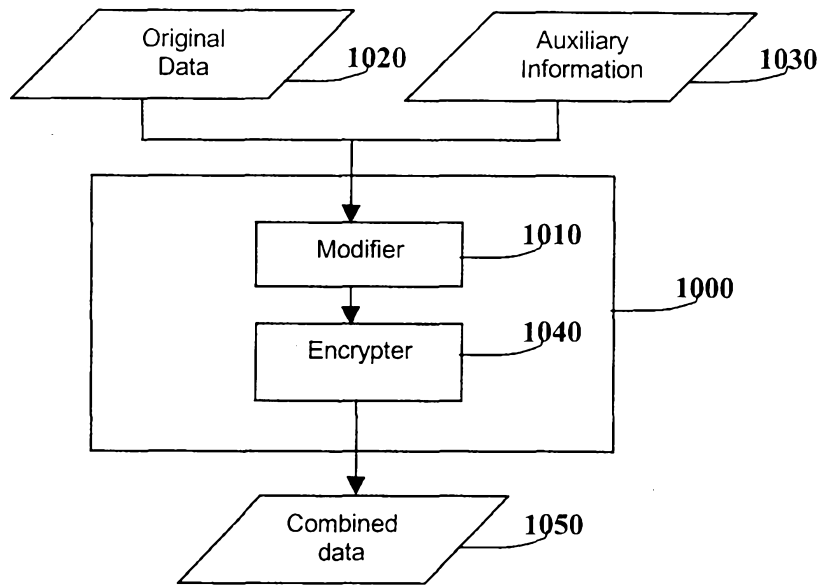 Original
Data
1020
Auxiliary
Information
1030
Modifier
1010
1000
Encrypter
1040
Combined
data
1050